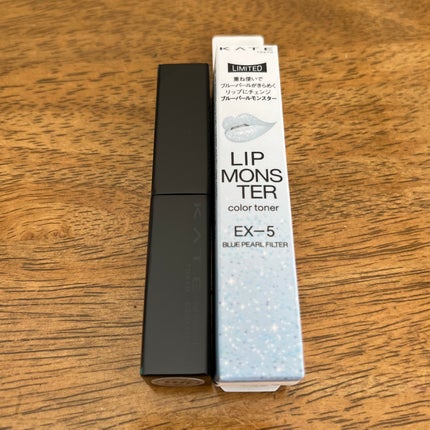 KATE
TOKYO
LIMITED
重ね使いで
ブルーパールがきらめく
リップにチェンジ
ブルーパールモンスター
LIP
MONS
TER
color toner
EX-5
BLUE PEARL FILTER
KATE